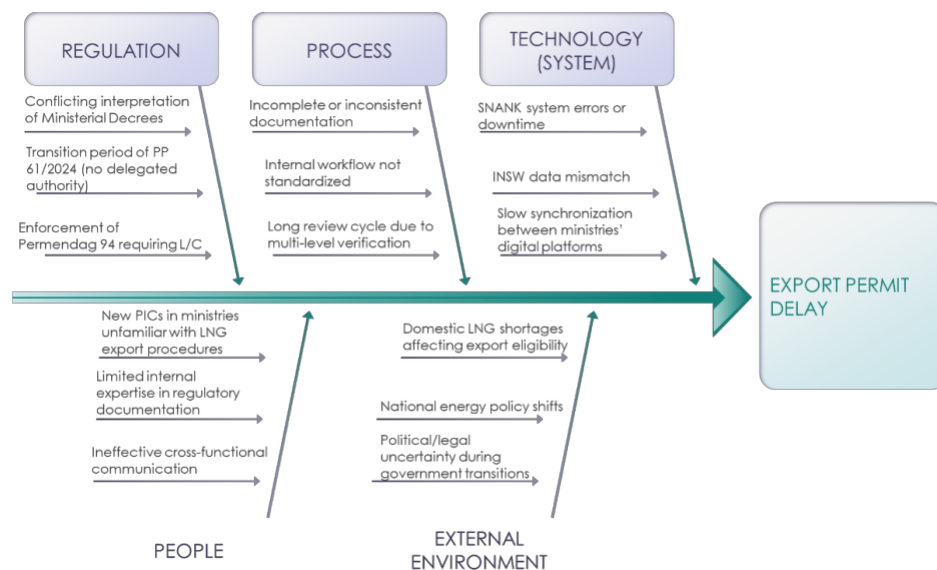 REGULATION
PROCESS
TECHNOLOGY
(SYSTEM)
Conflicting interpretation
of Ministerial Decrees
Transition period of PP
61/2024 (no delegated
authority)
Enforcement of
Permendag 94 requiring L/C
Incomplete or inconsistent
documentation
Internal workflow not
standardized
Long review cycle due to
multi-level verification
SNANK system errors or
downtime
INSW data mismatch
Slow synchronization
between ministries'
digital platforms
EXPORT PERMIT
DELAY
New PICs in ministries
unfamiliar with LNG
export procedures
Limited internal
expertise in regulatory
documentation
Ineffective cross-functional
communication
Domestic LNG shortages
affecting export eligibility
National energy policy shifts
Political/legal
uncertainty during
government transitions
PEOPLE
EXTERNAL
ENVIRONMENT